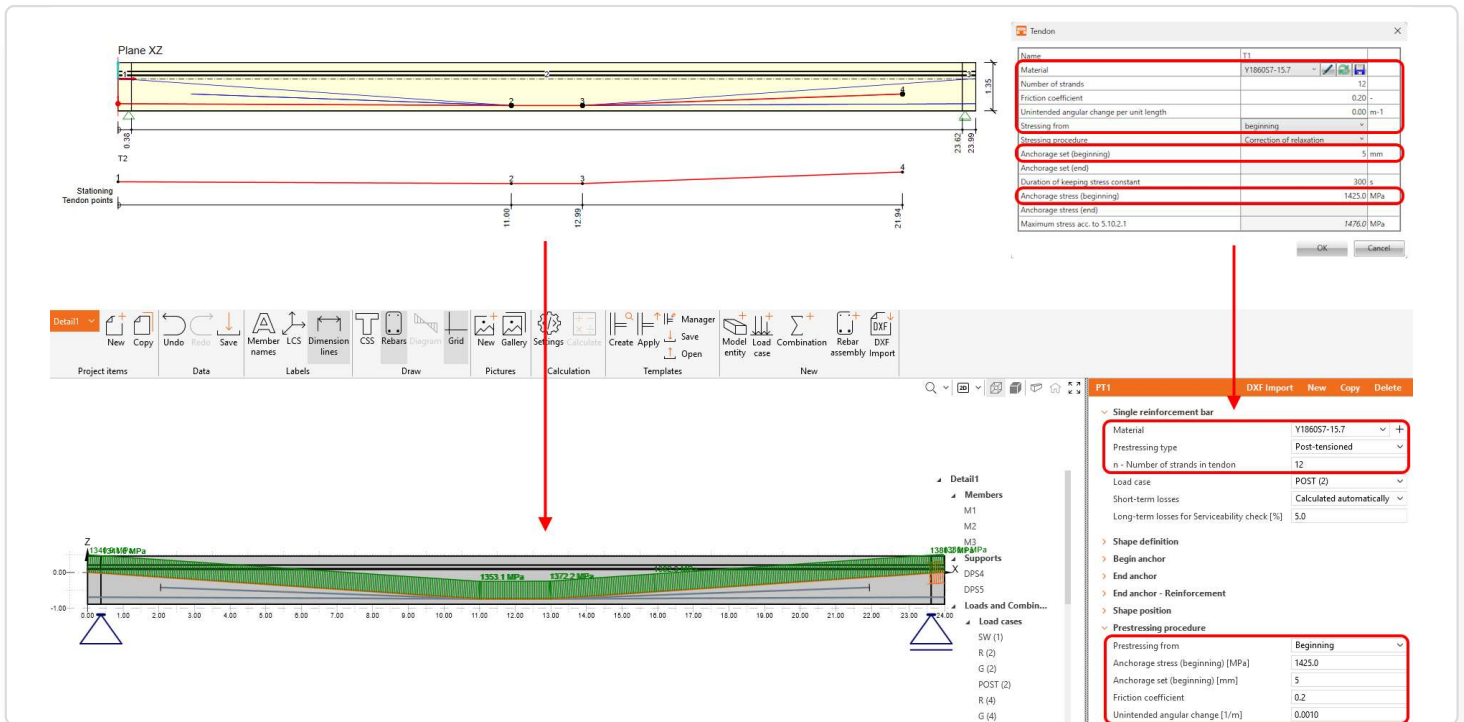 Plane XZ
1
2
3
2
3
4
1.35
0.38
11.00
12.99
21.94
23.62
23.99
T2
1
2
3
4
Stationing
Tendon points
Tendon
Name T1
Material Y1860S7-15.7
Number of strands 12
Friction coefficient 0.20 -
Unintended angular change per unit length 0.00 m-1
Stressing from beginning
Stressing procedure Correction of relaxation
Anchorage set (beginning) 5 mm
Anchorage set (end)
Duration of keeping stress constant 300 s
Anchorage stress (beginning) 1425.0 MPa
Anchorage stress (end)
Maximum stress acc. to 5.10.2.1 1476.0 MPa
OK Cancel
Detail1
New Copy Undo Redo Save Member names LCS Dimension lines CSS Rebars Diagram Grid New Gallery Settings Calculate Create Apply Manager Save Open Model entity Load case Combination Rebar assembly DXF Import
Project items Data Labels Draw Pictures Calculation Templates New
2D
PT1 DXF Import New Copy Delete
Single reinforcement bar
Material Y1860S7-15.7
Prestressing type Post-tensioned
n - Number of strands in tendon 12
Load case POST (2)
Short-term losses Calculated automatically
Long-term losses for Serviceability check [%] 5.0
Shape definition
Begin anchor
End anchor
End anchor - Reinforcement
Shape position
Prestressing procedure
Prestressing from Beginning
Anchorage stress (beginning) [MPa] 1425.0
Anchorage set (beginning) [mm] 5
Friction coefficient 0.2
Unintended angular change [1/m] 0.0010
Detail1
Members
M1
M2
M3
Supports
DPS4
DPS5
Loads and Combin...
Load cases
SW (1)
R (2)
G (2)
POST (2)
R (4)
G (4)
Z
1353.1 MPa
1372.2 MPa
X
0.00
-1.00
0.00 1.00 2.00 3.00 4.00 5.00 6.00 7.00 8.00 9.00 10.00 11.00 12.00 13.00 14.00 15.00 16.00 17.00 18.00 19.00 20.00 21.00 22.00 23.00 24.00